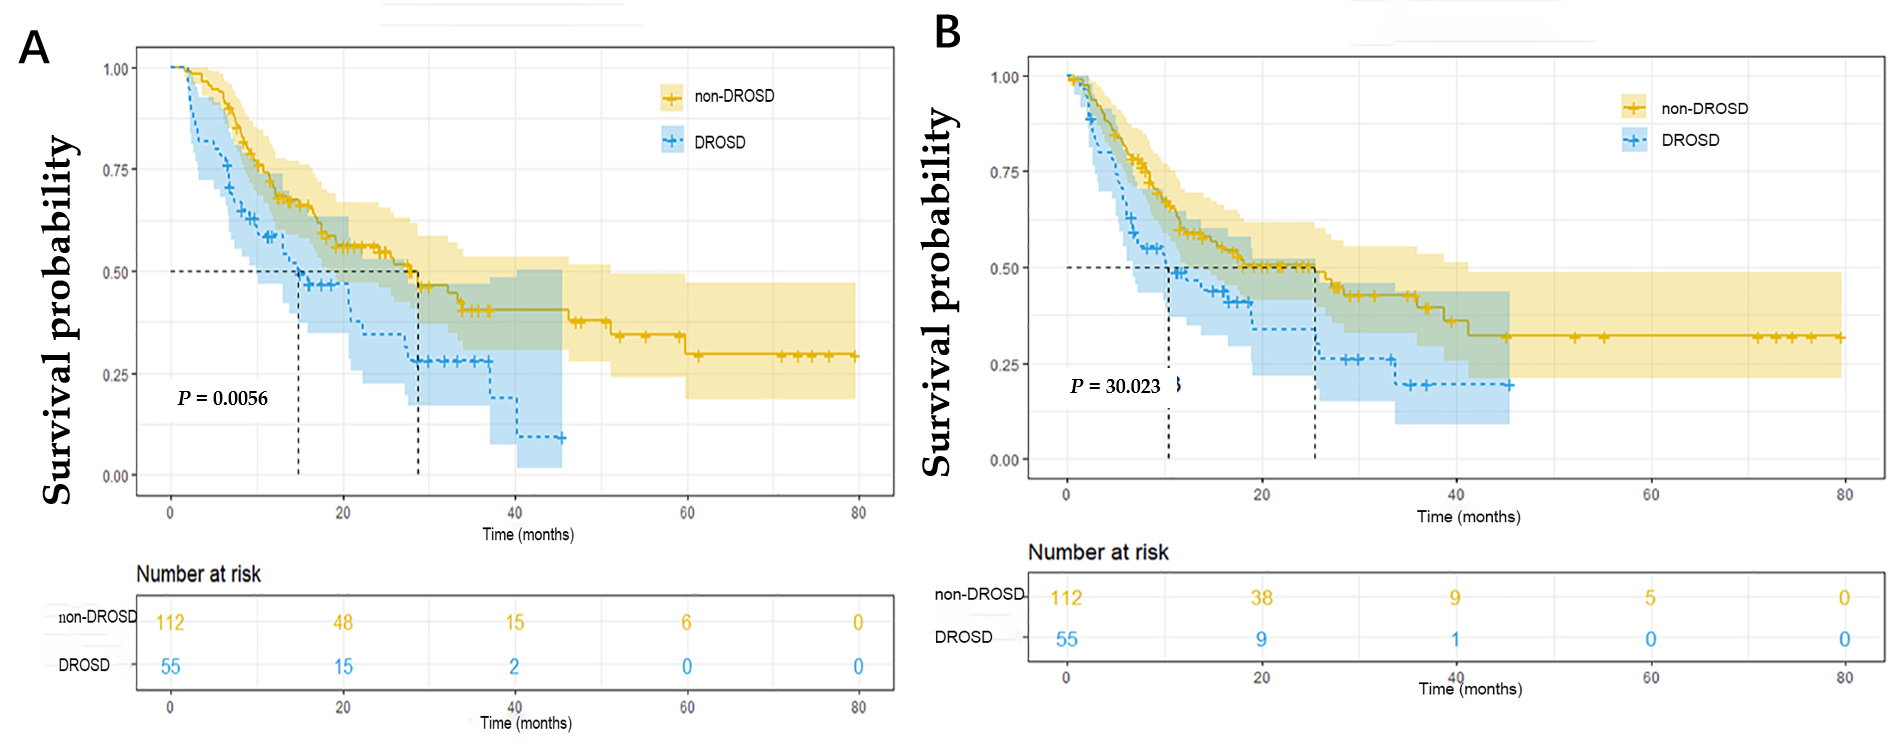 A
Survival probability
1.00
0.75
0.50
0.25
0.00
non-DROSD
DROSD
P = 0.0056
0 20 40 60 80
Time (months)
Number at risk
non-DROSD 112 48 15 6 0
DROSD 55 15 2 0 0
0 20 40 60 80
Time (months)
B
Survival probability
1.00
0.75
0.50
0.25
0.00
non-DROSD
DROSD
P = 30.023
0 20 40 60 80
Time (months)
Number at risk
non-DROSD 112 38 9 5 0
DROSD 55 9 1 0 0
0 20 40 60 80
Time (months)